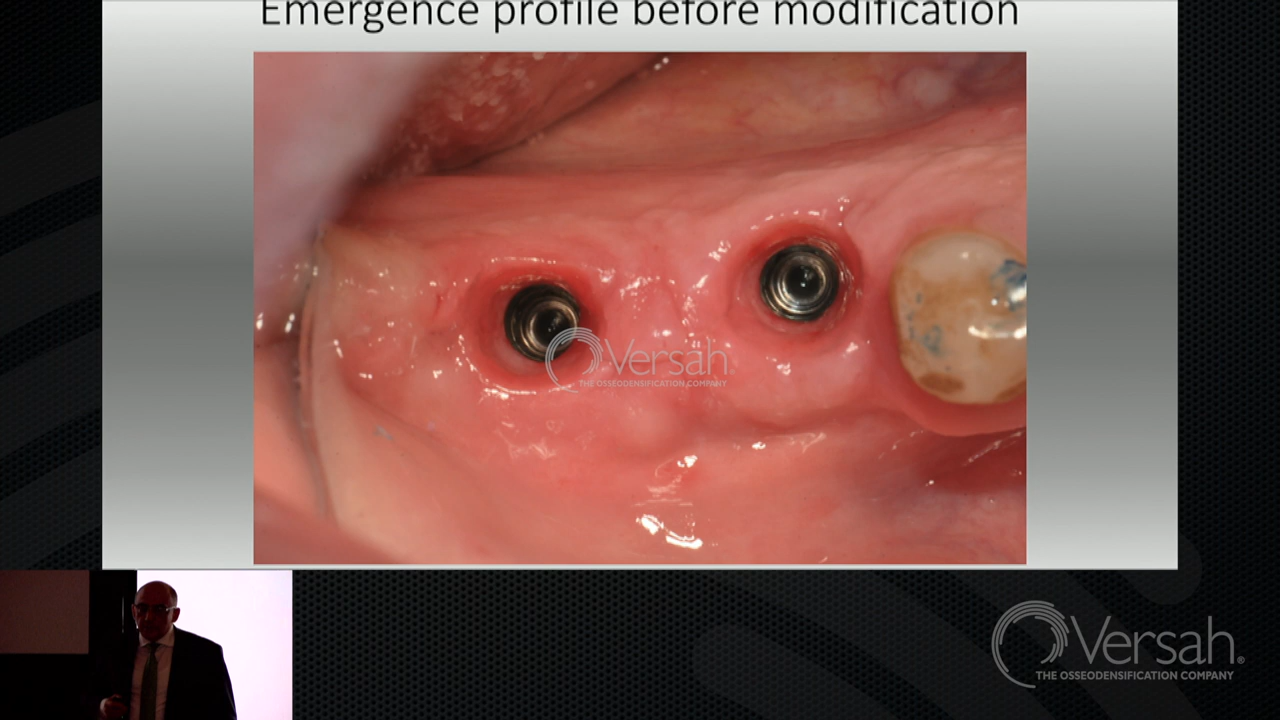 Emergence profile before modification
Versah®
THE OSSEODENSIFICATION COMPANY
Versah®
THE OSSEODENSIFICATION COMPANY